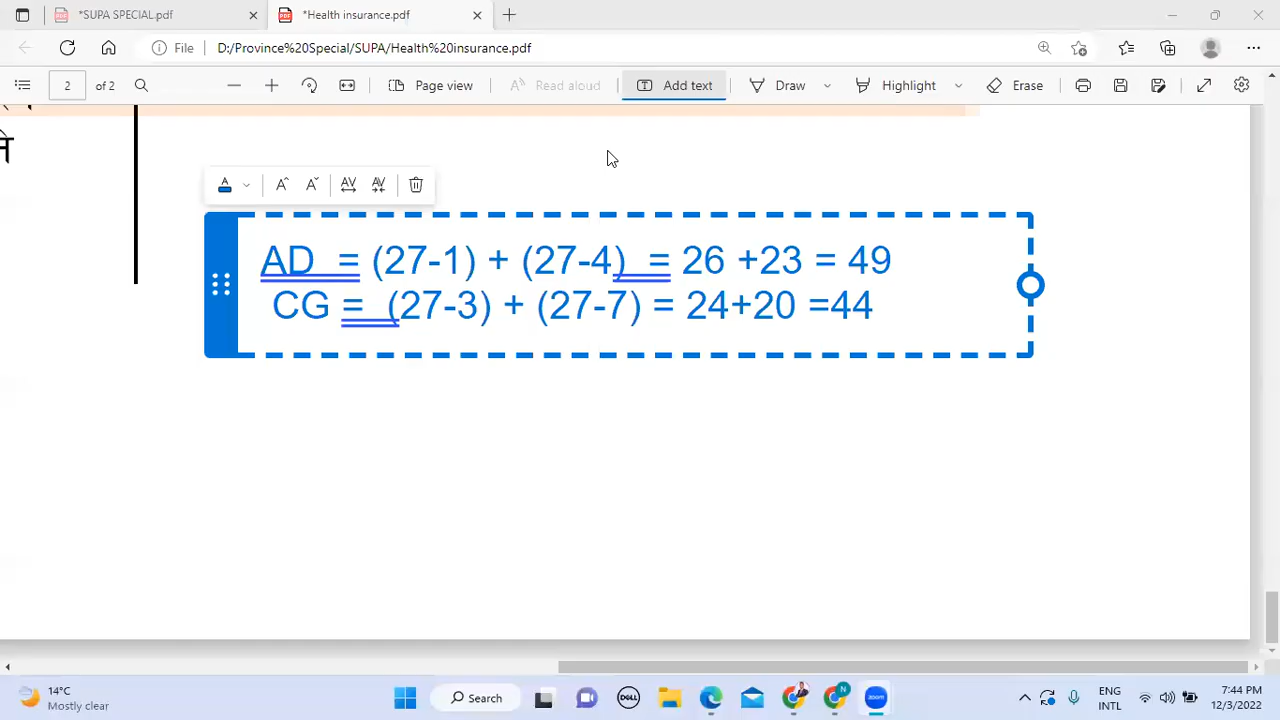 *SUPA SPECIAL.pdf
*Health insurance.pdf
File
D:/Province%20Special/SUPA/Health%20insurance.pdf
2 of 2
Page view
Read aloud
Add text
Draw
Highlight
Erase
AD = (27-1) + (27-4) = 26 +23 = 49
CG = (27-3) + (27-7) = 24+20 =44
14°C
Mostly clear
Search
DELL
zoom
ENG
INTL
7:44 PM
12/3/2022